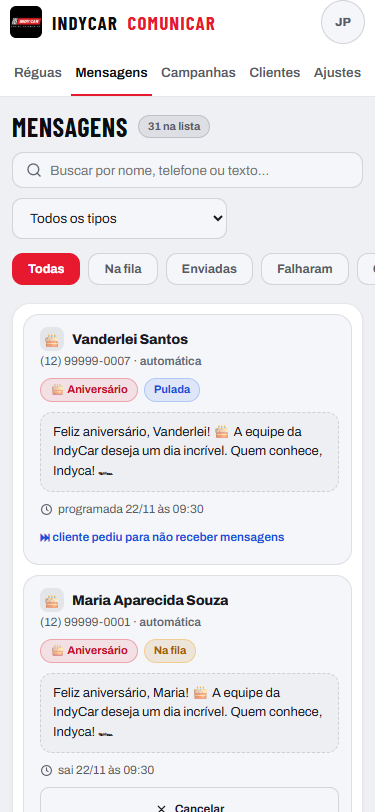 INDYCAR COMUNICAR
JP
Réguas Mensagens Campanhas Clientes Ajustes
MENSAGENS 31 na lista
Buscar por nome, telefone ou texto...
Todos os tipos
Todas Na fila Enviadas Falharam
Vanderlei Santos
(12) 99999-0007 · automática
🎂 Aniversário Pulada
Feliz aniversário, Vanderlei! 🎂 A equipe da
IndyCar deseja um dia incrível. Quem conhece,
Indyca! 🏎️
programada 22/11 às 09:30
⏭ cliente pediu para não receber mensagens
Maria Aparecida Souza
(12) 99999-0001 · automática
🎂 Aniversário Na fila
Feliz aniversário, Maria! 🎂 A equipe da
IndyCar deseja um dia incrível. Quem conhece,
Indyca! 🏎️
sai 22/11 às 09:30
✕ Cancelar